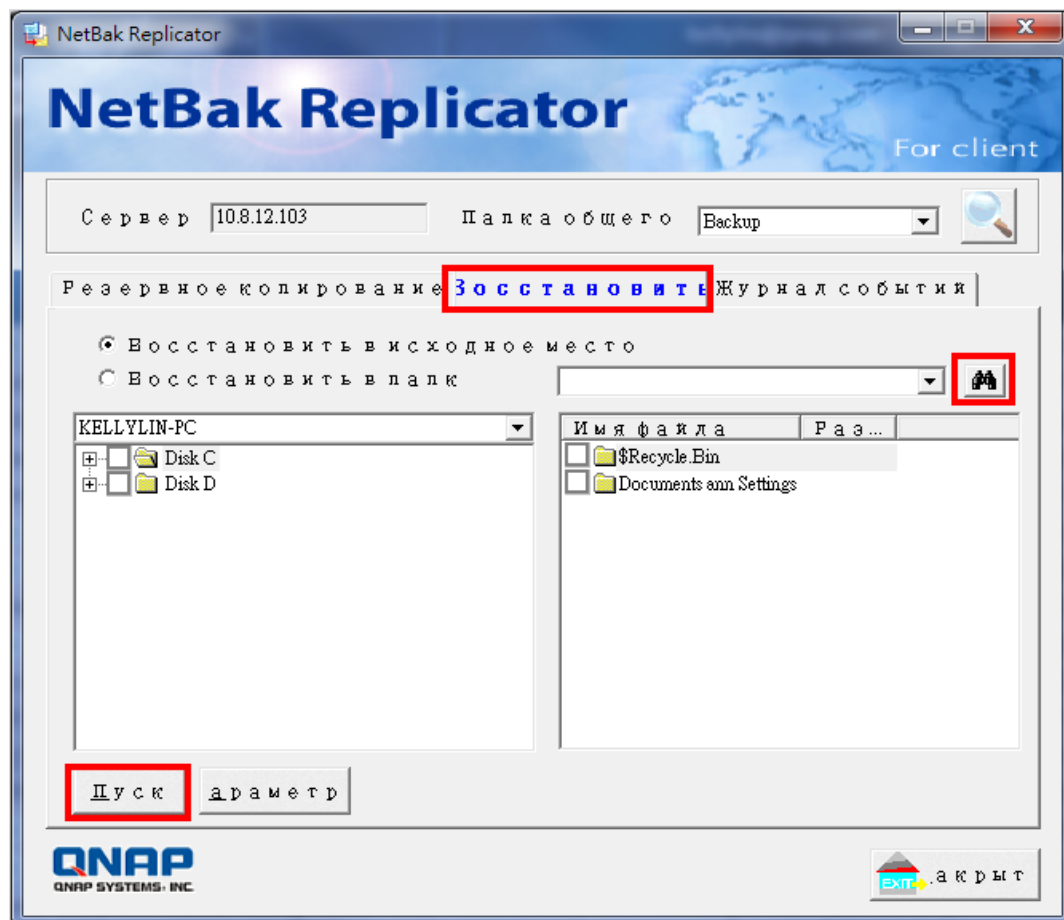 NetBak Replicator
NetBak Replicator
For client
Сервер 10.8.12.103 Папка общего Backup
Резервное копирование Восстановить Журнал событий
Восстановить в исходное место
Восстановить в папк
KELLYLIN-PC Имя файла Раз...
Disk C $Recycle.Bin
Disk D Documents ann Settings
Пуск араметр
QNAP
QNAP SYSTEMS, INC.
EXIT .акрыт